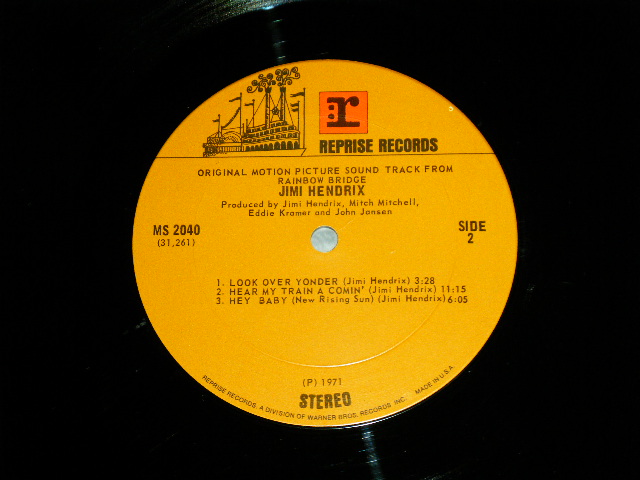 r:
REPRISE RECORDS
ORIGINAL MOTION PICTURE SOUND TRACK FROM
RAINBOW BRIDGE
JIMI HENDRIX
Produced by Jimi Hendrix, Mitch Mitchell,
Eddie Kramer and John Jansen
MS 2040
(31,261)
SIDE
2
1. LOOK OVER YONDER (Jimi Hendrix) 3:28
2. HEAR MY TRAIN A COMIN' (Jimi Hendrix) 11:15
3. HEY BABY (New Rising Sun) (Jimi Hendrix) 6:05
(P) 1971
STEREO
REPRISE RECORDS, A DIVISION OF WARNER BROS. RECORDS INC. MADE IN U.S.A.